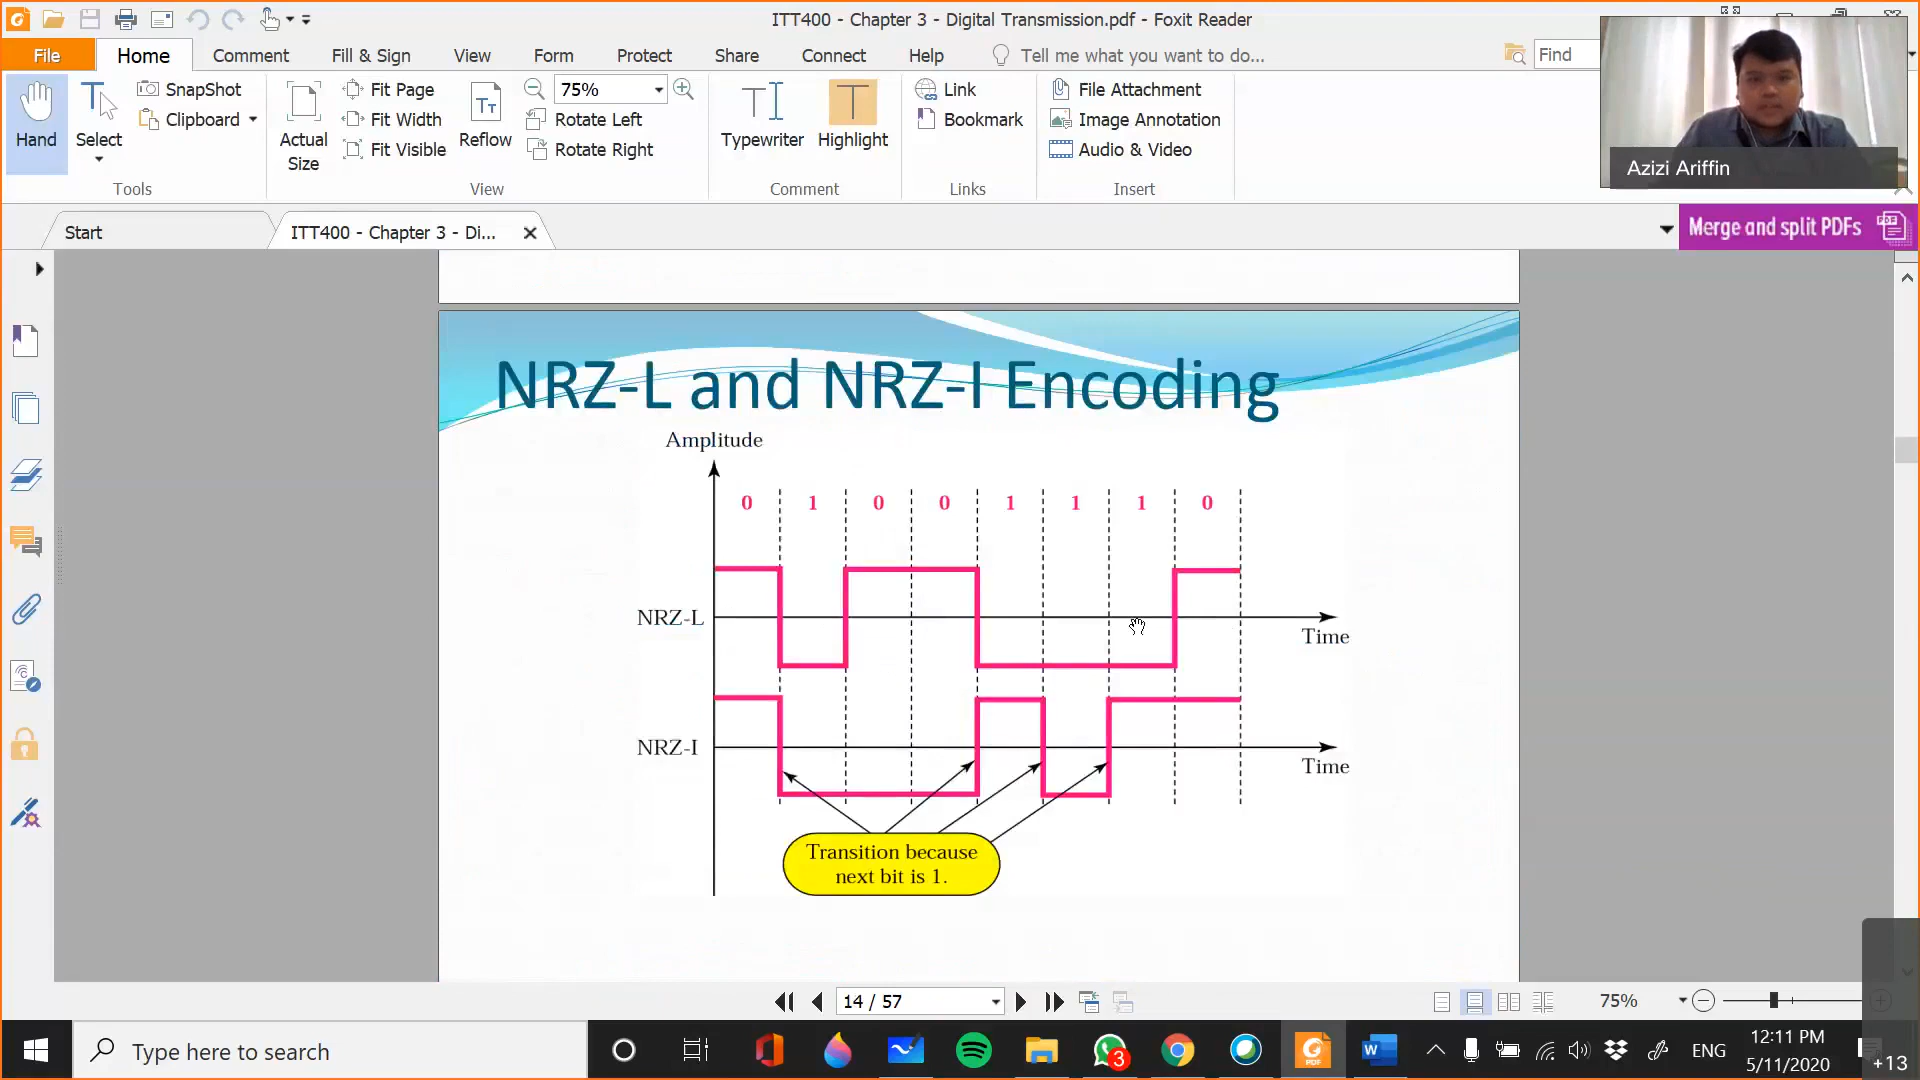 ITT400 - Chapter 3 - Digital Transmission.pdf - Foxit Reader
File Home Comment Fill & Sign View Form Protect Share Connect Help Tell me what you want to do... Find
Hand
Select
SnapShot
Clipboard
Tools
Actual
Size
Fit Page
Fit Width
Fit Visible
Reflow
75%
Rotate Left
Rotate Right
View
Typewriter
Highlight
Comment
Link
Bookmark
Links
File Attachment
Image Annotation
Audio & Video
Insert
Azizi Ariffin
Start
ITT400 - Chapter 3 - Di...
Merge and split PDFs
NRZ-L and NRZ-I Encoding
Amplitude
0 1 0 0 1 1 1 0
NRZ-L
Time
NRZ-I
Time
Transition because
next bit is 1.
14 / 57
75%
Type here to search
3
W
ENG
12:11 PM
5/11/2020
+13